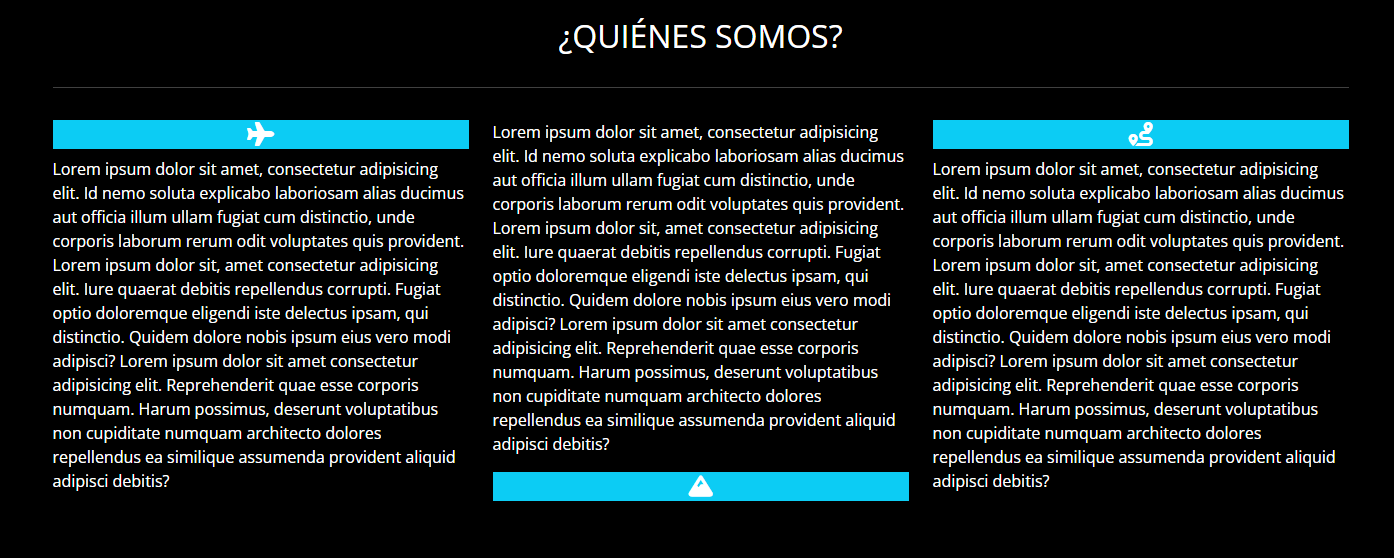 ¿QUIÉNES SOMOS?
Lorem ipsum dolor sit amet, consectetur adipisicing
elit. Id nemo soluta explicabo laboriosam alias ducimus
aut officia illum ullam fugiat cum distinctio, unde
corporis laborum rerum odit voluptates quis provident.
Lorem ipsum dolor sit, amet consectetur adipisicing
elit. Iure quaerat debitis repellendus corrupti. Fugiat
optio doloremque eligendi iste delectus ipsam, qui
distinctio. Quidem dolore nobis ipsum eius vero modi
adipisci? Lorem ipsum dolor sit amet consectetur
adipisicing elit. Reprehenderit quae esse corporis
numquam. Harum possimus, deserunt voluptatibus
non cupiditate numquam architecto dolores
repellendus ea similique assumenda provident aliquid
adipisci debitis?
Lorem ipsum dolor sit amet, consectetur adipisicing
elit. Id nemo soluta explicabo laboriosam alias ducimus
aut officia illum ullam fugiat cum distinctio, unde
corporis laborum rerum odit voluptates quis provident.
Lorem ipsum dolor sit, amet consectetur adipisicing
elit. Iure quaerat debitis repellendus corrupti. Fugiat
optio doloremque eligendi iste delectus ipsam, qui
distinctio. Quidem dolore nobis ipsum eius vero modi
adipisci? Lorem ipsum dolor sit amet consectetur
adipisicing elit. Reprehenderit quae esse corporis
numquam. Harum possimus, deserunt voluptatibus
non cupiditate numquam architecto dolores
repellendus ea similique assumenda provident aliquid
adipisci debitis?
Lorem ipsum dolor sit amet, consectetur adipisicing
elit. Id nemo soluta explicabo laboriosam alias ducimus
aut officia illum ullam fugiat cum distinctio, unde
corporis laborum rerum odit voluptates quis provident.
Lorem ipsum dolor sit, amet consectetur adipisicing
elit. Iure quaerat debitis repellendus corrupti. Fugiat
optio doloremque eligendi iste delectus ipsam, qui
distinctio. Quidem dolore nobis ipsum eius vero modi
adipisci? Lorem ipsum dolor sit amet consectetur
adipisicing elit. Reprehenderit quae esse corporis
numquam. Harum possimus, deserunt voluptatibus
non cupiditate numquam architecto dolores
repellendus ea similique assumenda provident aliquid
adipisci debitis?